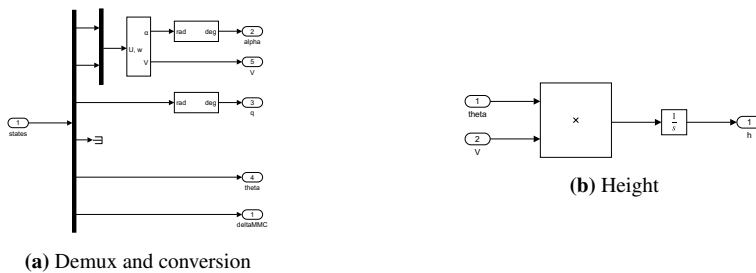 α
rad
deg
2
alpha
U, w
V
5
V
rad
deg
3
q
1
states
4
theta
1
deltaMMC
(a) Demux and conversion
1
theta
2
V
×
1
s
1
h
(b) Height